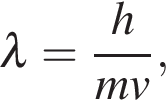 λ = h/mv,